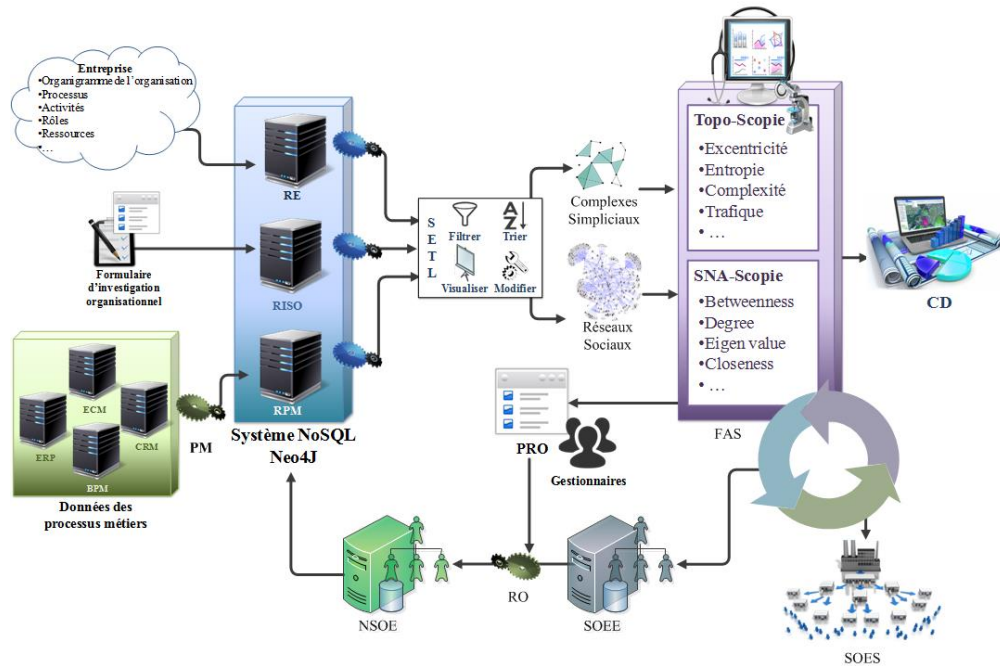 Entreprise
•Organigramme de l'organisation
•Processus
•Activités
•Rôles
•Ressources
•…
Formulaire
d'investigation
organisationnel
ECM
ERP
CRM
BPM
Données des
processus métiers
PM
RE
RISO
RPM
Système NoSQL
Neo4J
S
E
T
L
Filtrer
A
Z
Trier
Visualiser
Modifier
Complexes
Simpliciaux
Réseaux
Sociaux
Topo-Scopie
•Excentricité
•Entropie
•Complexité
•Trafique
•…
SNA-Scopie
•Betweenness
•Degree
•Eigen value
•Closeness
•…
FAS
CD
PRO
Gestionnaires
NSOE
RO
SOEE
SOES